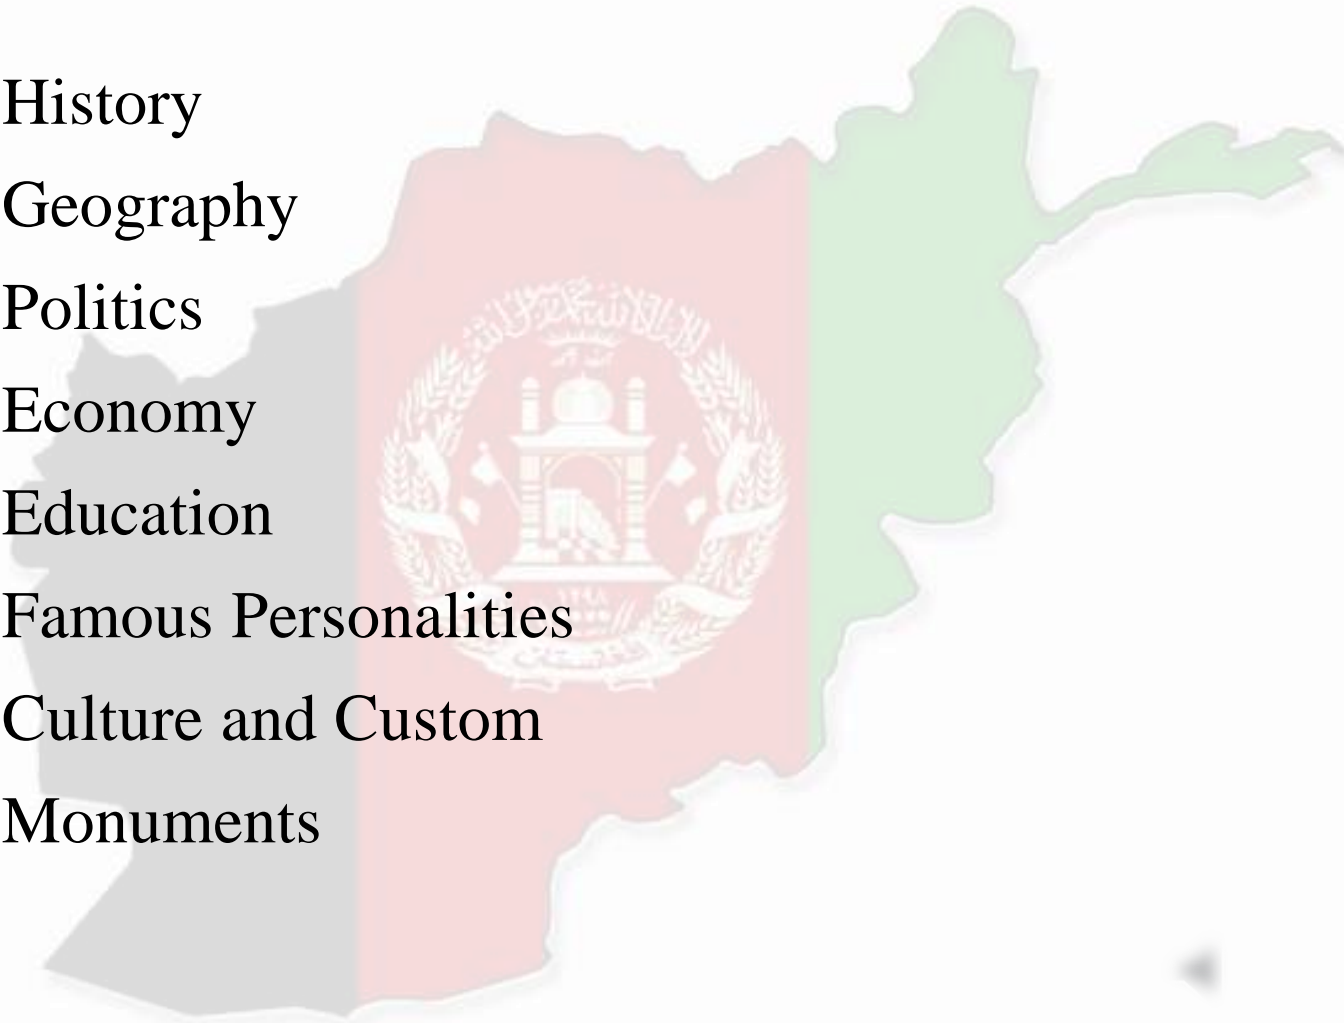 History
Geography
Politics
Economy
Education
Famous Personalities
Culture and Custom
Monuments